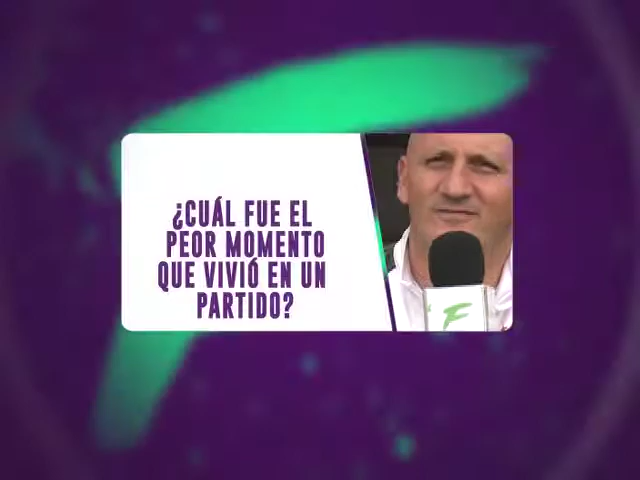 ¿CUÁL FUE EL
PEOR MOMENTO
QUE VIVIÓ EN UN
PARTIDO?
F